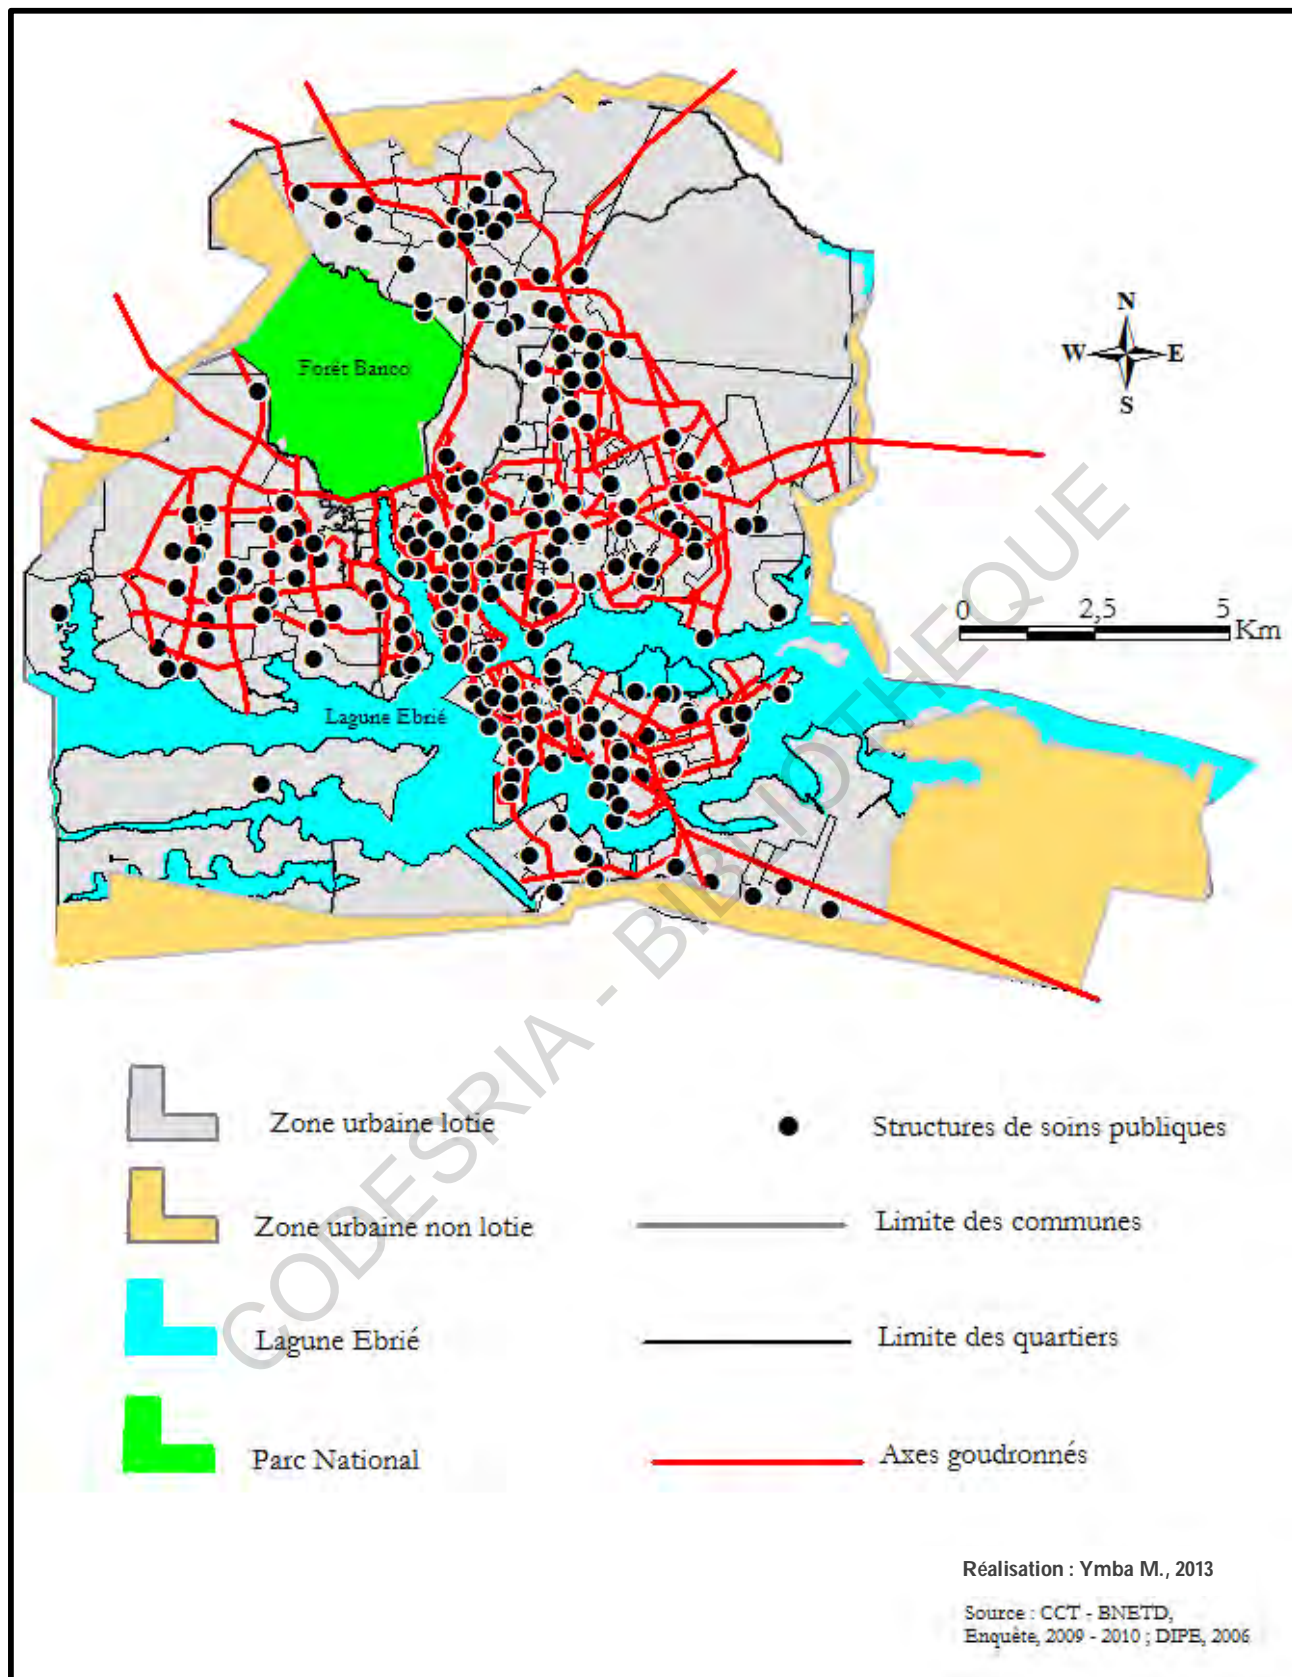 Forêt Banco
N
W E
S
0 2,5 5
Km
Lagune Ebrié
CODESRIA - BIBLIOTHEQUE
Zone urbaine lotie
Structures de soins publiques
Zone urbaine non lotie
Limite des communes
Lagune Ebrié
Limite des quartiers
Parc National
Axes goudronnés
Réalisation : Ymba M., 2013
Source : CCT - BNETD,
Enquête, 2009 - 2010 ; DIPE, 2006